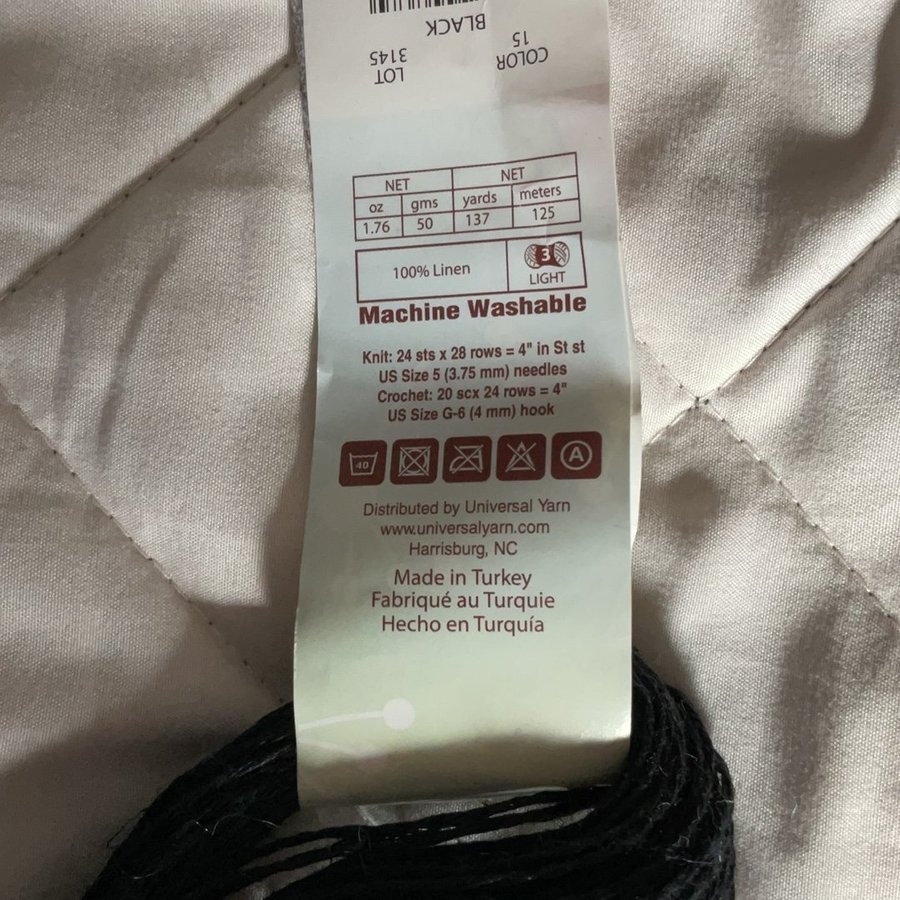 BLACK
COLOR 15
LOT 3145
NET NET
oz gms yards meters
1.76 50 137 125
100% Linen 3 LIGHT
Machine Washable
Knit: 24 sts x 28 rows = 4" in St st
US Size 5 (3.75 mm) needles
Crochet: 20 scx 24 rows = 4"
US Size G-6 (4 mm) hook
40 A
Distributed by Universal Yarn
www.universalyarn.com
Harrisburg, NC
Made in Turkey
Fabriqué au Turquie
Hecho en Turquía